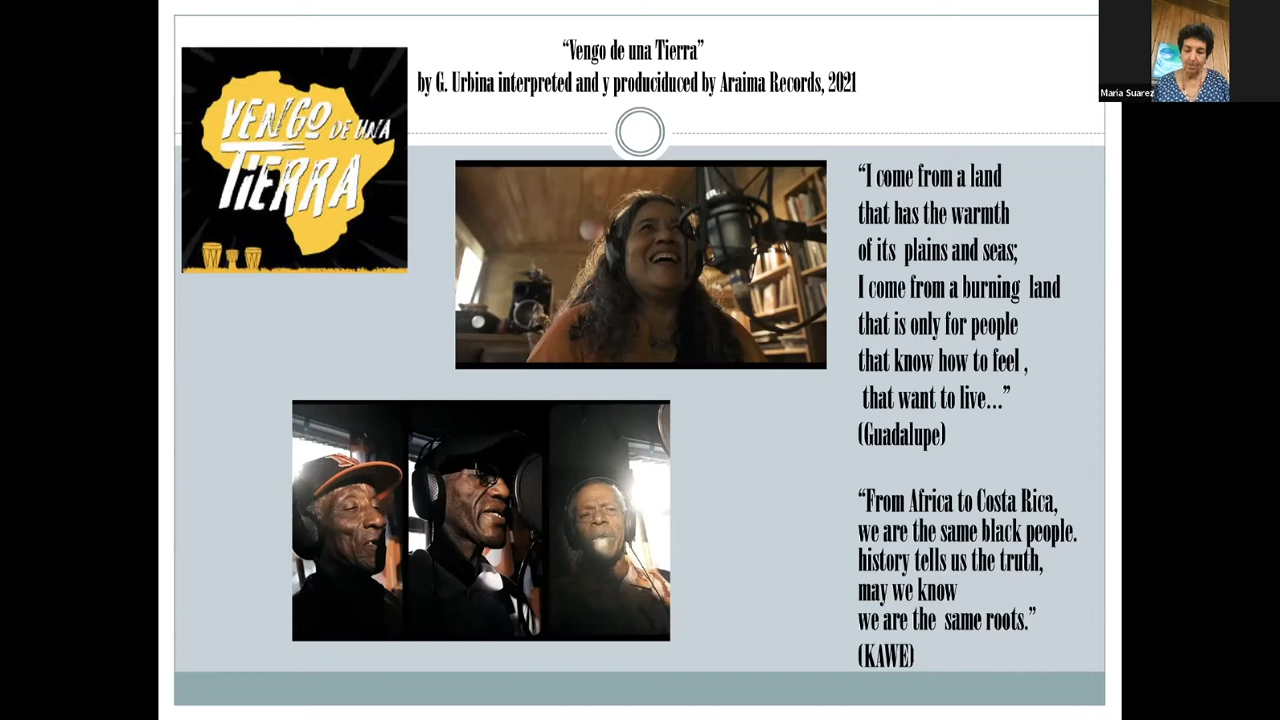 “Vengo de una Tierra”
by G. Urbina interpreted and y produciduced by Araima Records, 2021
VENGO DE UNA
TIERRA
“I come from a land
that has the warmth
of its plains and seas;
I come from a burning land
that is only for people
that know how to feel ,
that want to live...”
(Guadalupe)
“From Africa to Costa Rica,
we are the same black people.
history tells us the truth,
may we know
we are the same roots.”
(KAWE)
Maria Suarez